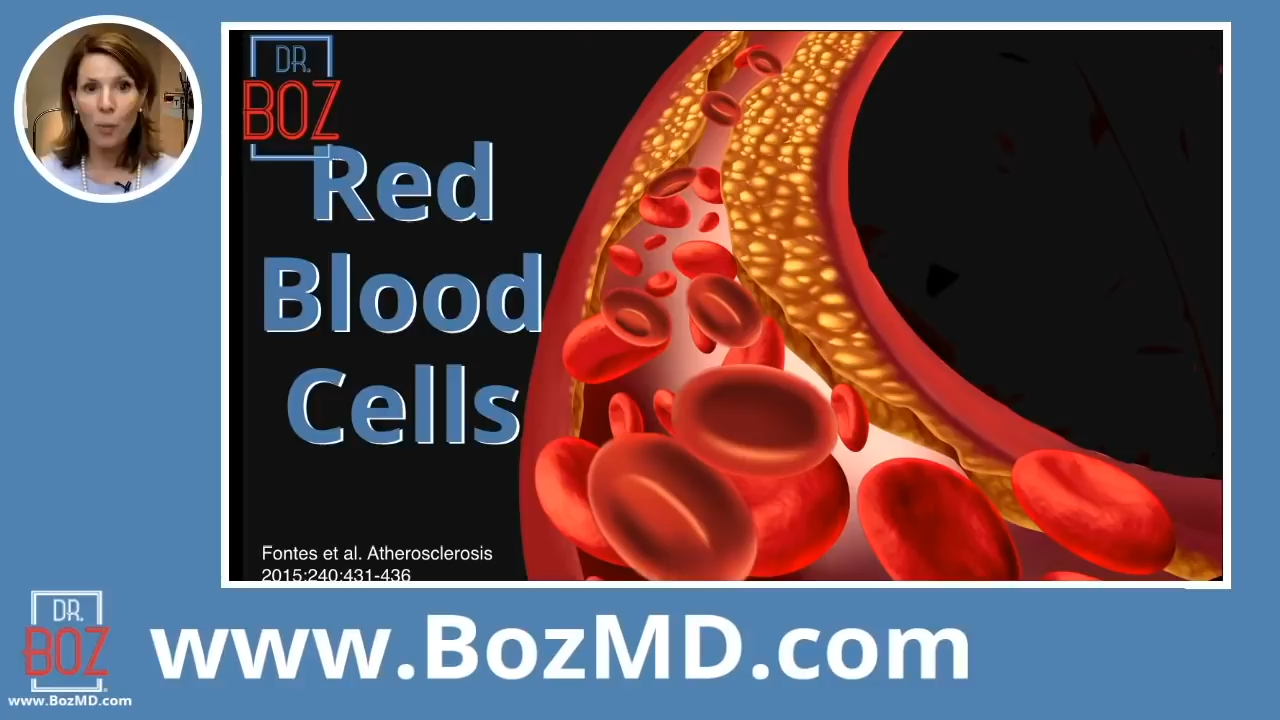 DR.
BOZ
Red
Blood
Cells
Fontes et al. Atherosclerosis
2015;240:431-436
DR.
BOZ
www.BozMD.com
www.BozMD.com